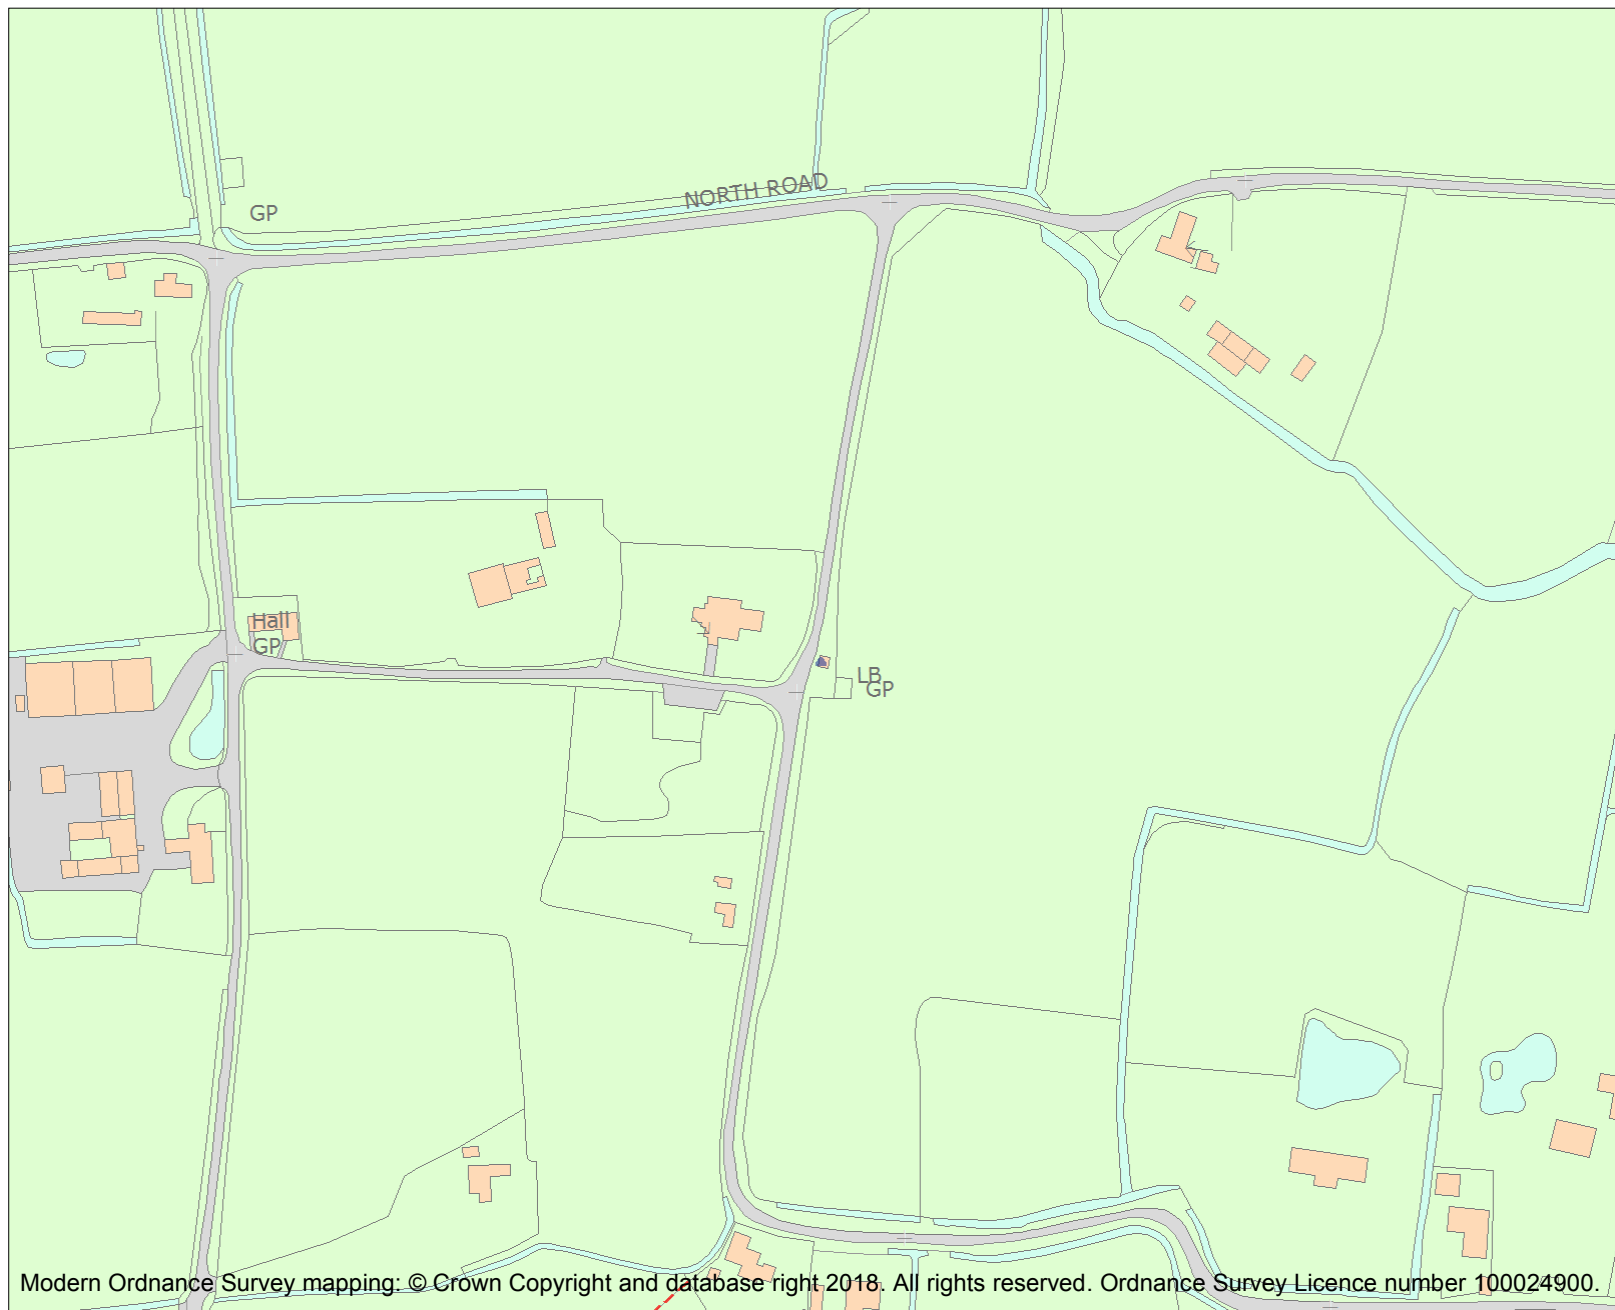 NORTH ROAD
GP
Hall
GP
LB
GP
Modern Ordnance Survey mapping: © Crown Copyright and database right 2018. All rights reserved. Ordnance Survey Licence number 100024900.